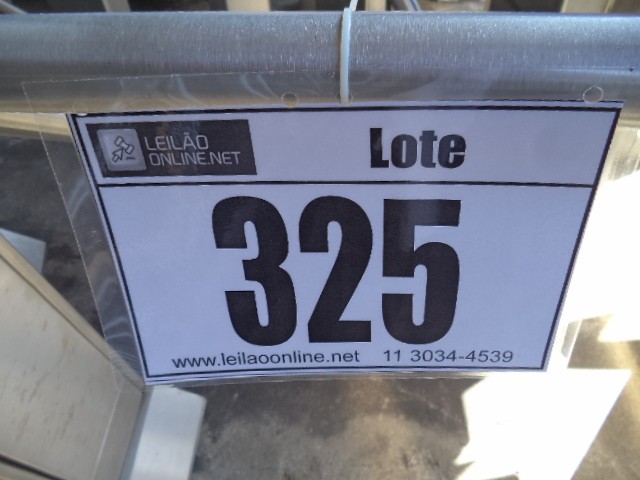 LEILÃO
ONLINE.NET
Lote
325
www.leilaoonline.net 11 3034-4539